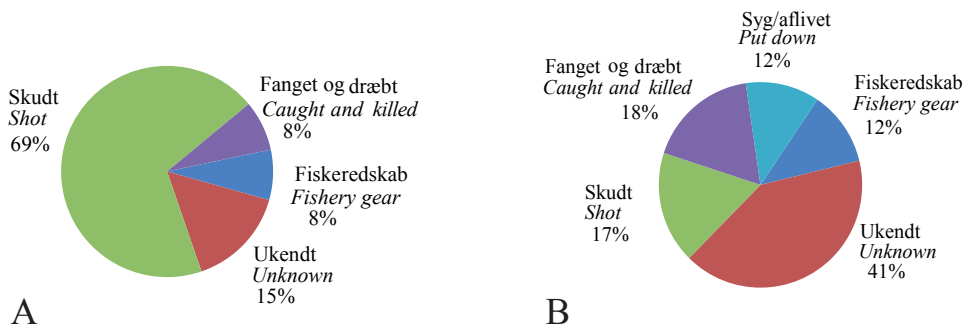 Skudt
Shot
69%
Fanget og dræbt
Caught and killed
8%
Fiskeredskab
Fishery gear
8%
Ukendt
Unknown
15%
A
Syg/aflivet
Put down
12%
Fanget og dræbt
Caught and killed
18%
Fiskeredskab
Fishery gear
12%
Skudt
Shot
17%
Ukendt
Unknown
41%
B